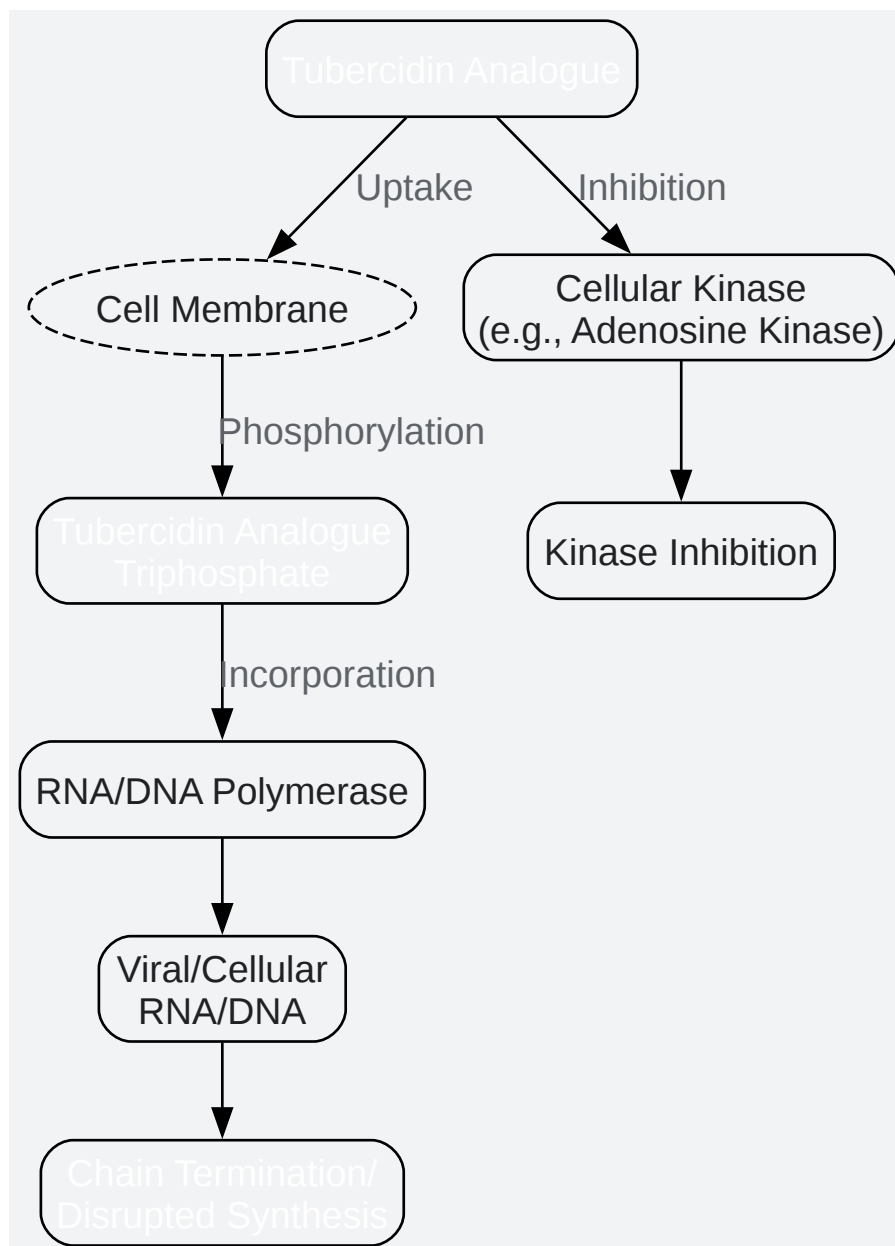 Tubercidin Analogue
Uptake
Inhibition
Cell Membrane
Cellular Kinase
(e.g., Adenosine Kinase)
Phosphorylation
Tubercidin Analogue
Triphosphate
Kinase Inhibition
Incorporation
RNA/DNA Polymerase
Viral/Cellular
RNA/DNA
Chain Termination/
Disrupted Synthesis